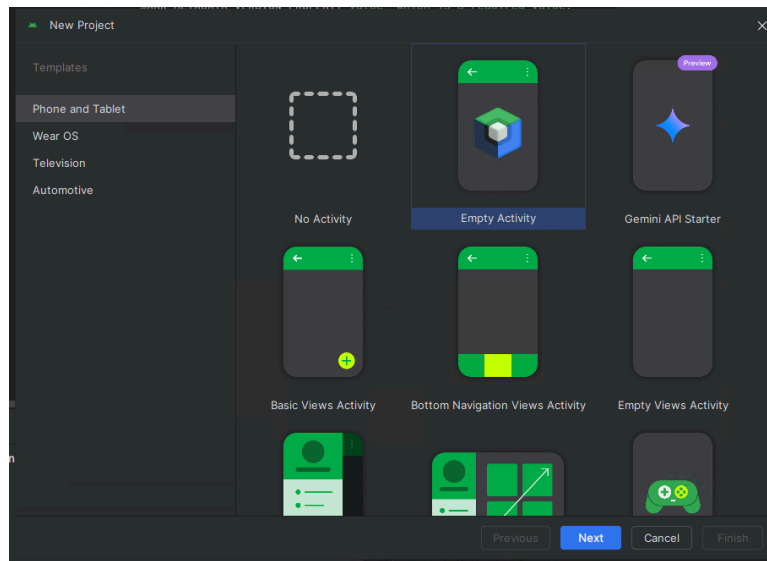 New Project
Templates
Phone and Tablet
Wear OS
Television
Automotive
Preview
No Activity
Empty Activity
Gemini API Starter
Basic Views Activity
Bottom Navigation Views Activity
Empty Views Activity
n
Previous
Next
Cancel
Finish